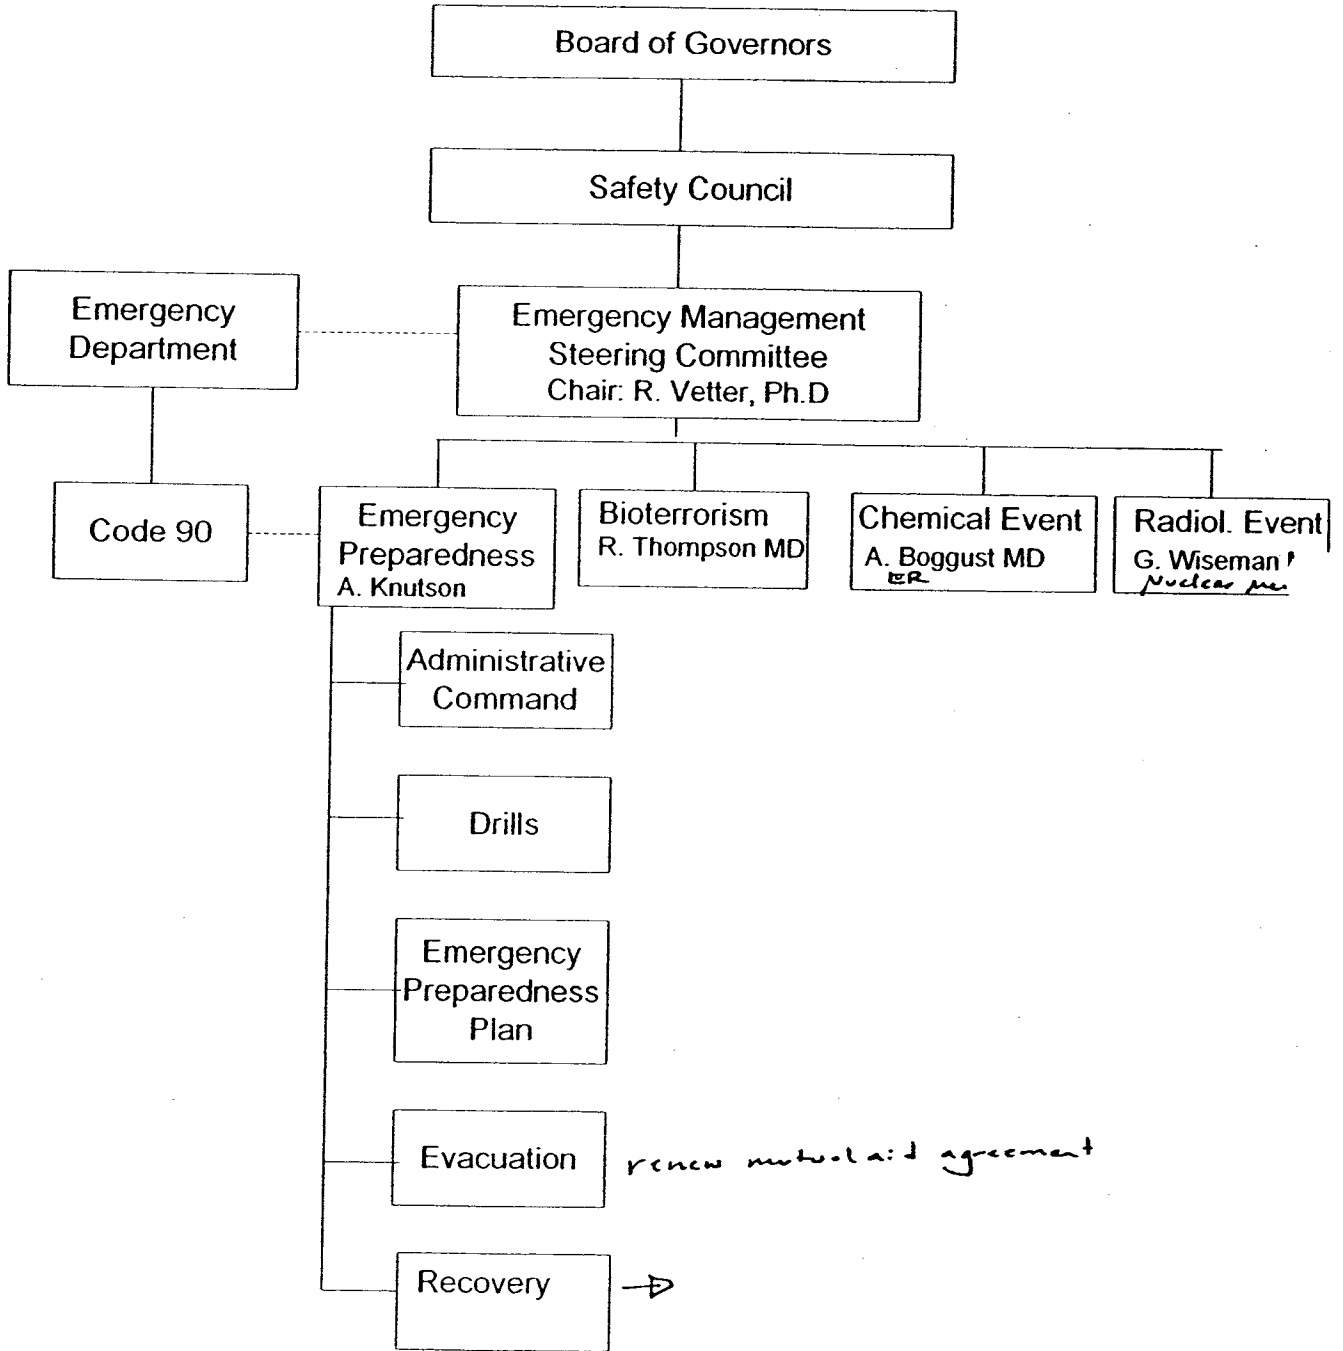 Board of Governors
Safety Council
Emergency
Department
Emergency Management
Steering Committee
Chair: R. Vetter, Ph.D
Code 90
Emergency
Preparedness
A. Knutson
Bioterrorism
R. Thompson MD
Chemical Event
A. Boggust MD
ER
Radiol. Event
G. Wiseman
Nuclear
Administrative
Command
Drills
Emergency
Preparedness
Plan
Evacuation
renew mutual aid agreement
Recovery